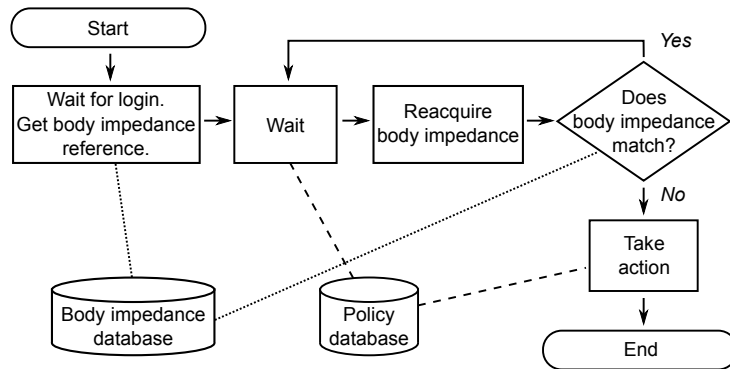 Start
Yes
Wait for login.
Get body impedance
reference.
Wait
Reacquire
body impedance
Does
body impedance
match?
No
Take
action
Body impedance
database
Policy
database
End